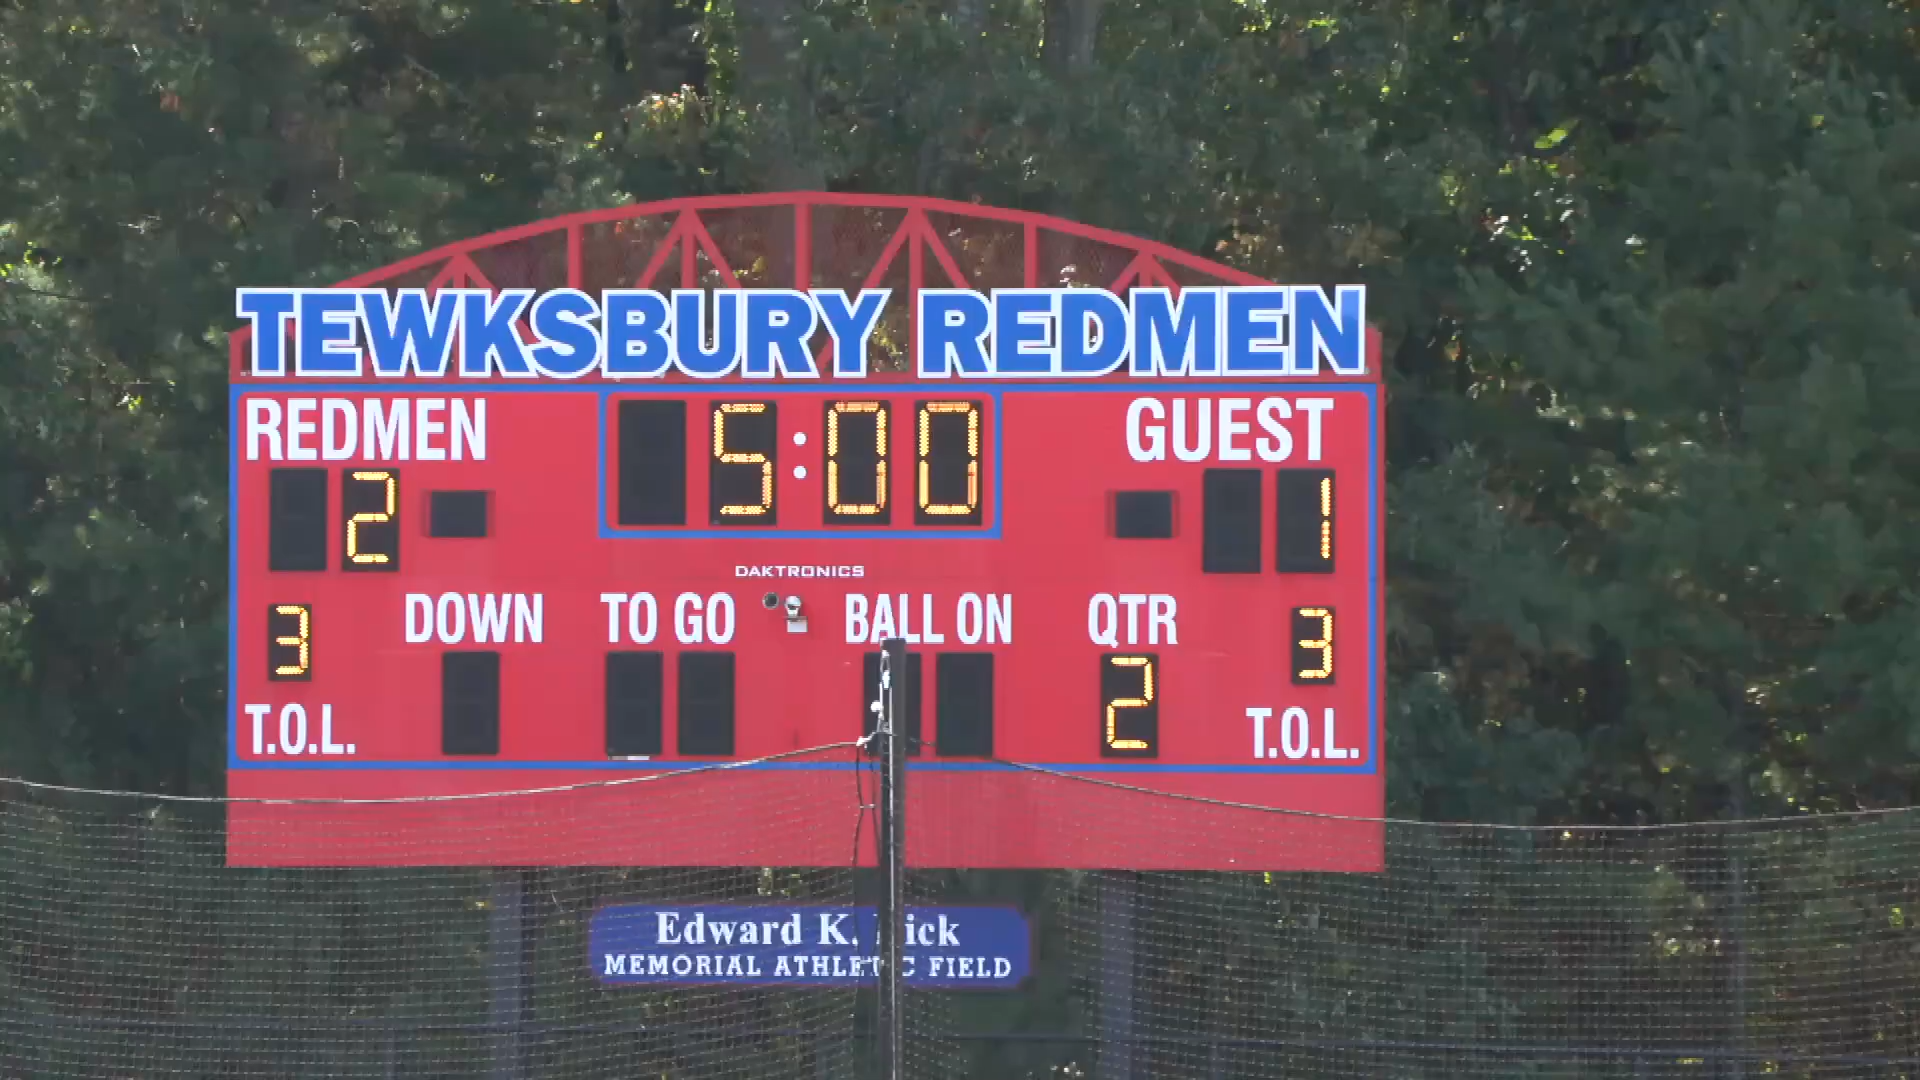 TEWKSBURY REDMEN
REDMEN 5:00 GUEST
2 1
DAKTRONICS
DOWN TO GO BALL ON QTR
3 2 3
T.O.L. T.O.L.
Edward K.
MEMORIAL ATHLETIC FIELD